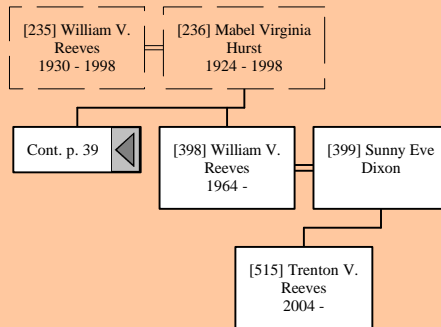 [235] William V.
Reeves
1930 - 1998
[236] Mabel Virginia
Hurst
1924 - 1998
Cont. p. 39
[398] William V.
Reeves
1964 -
[399] Sunny Eve
Dixon
[515] Trenton V.
Reeves
2004 -